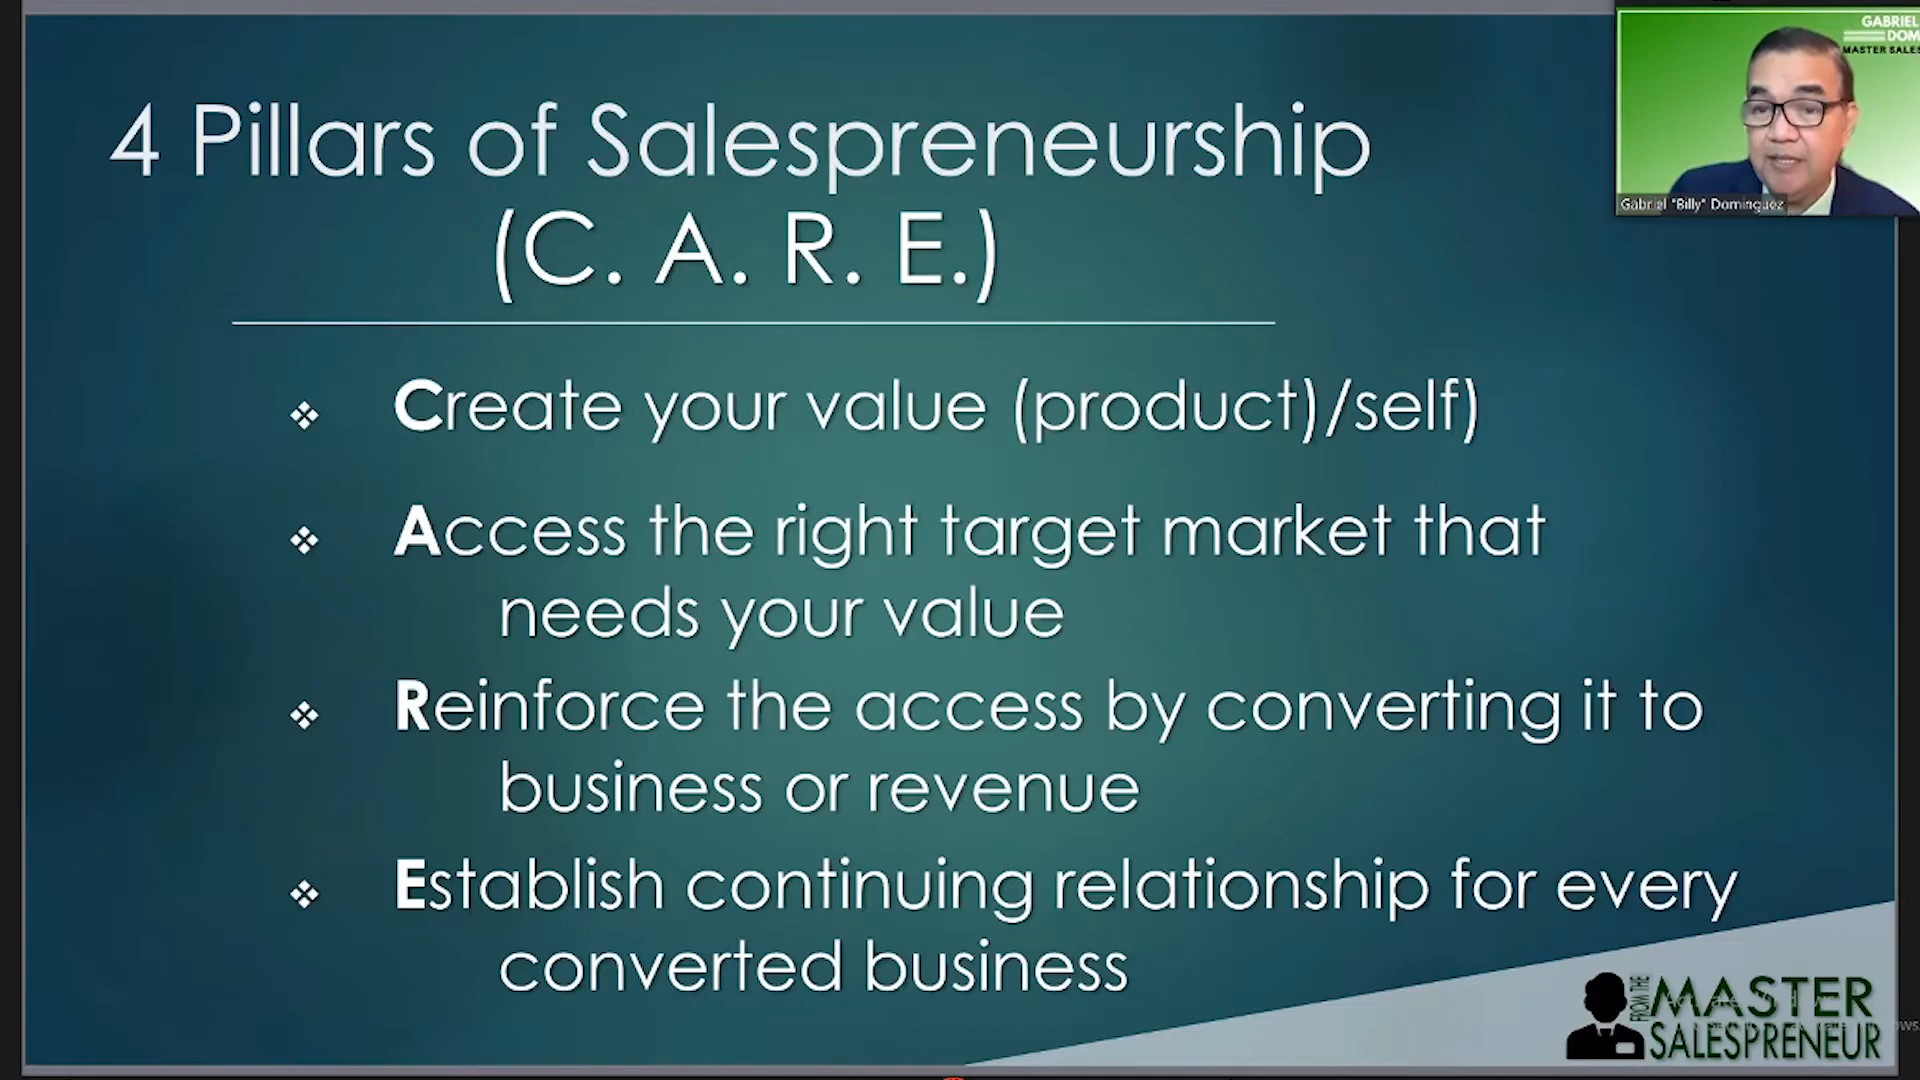 4 Pillars of Salespreneurship
(C. A. R. E.)
❖ Create your value (product)/self)
❖ Access the right target market that
needs your value
❖ Reinforce the access by converting it to
business or revenue
❖ Establish continuing relationship for every
converted business
GABRIEL
DOM
MASTER SALES
Gabriel "Billy" Dominguez
FROM THE
MASTER
SALESPRENEUR